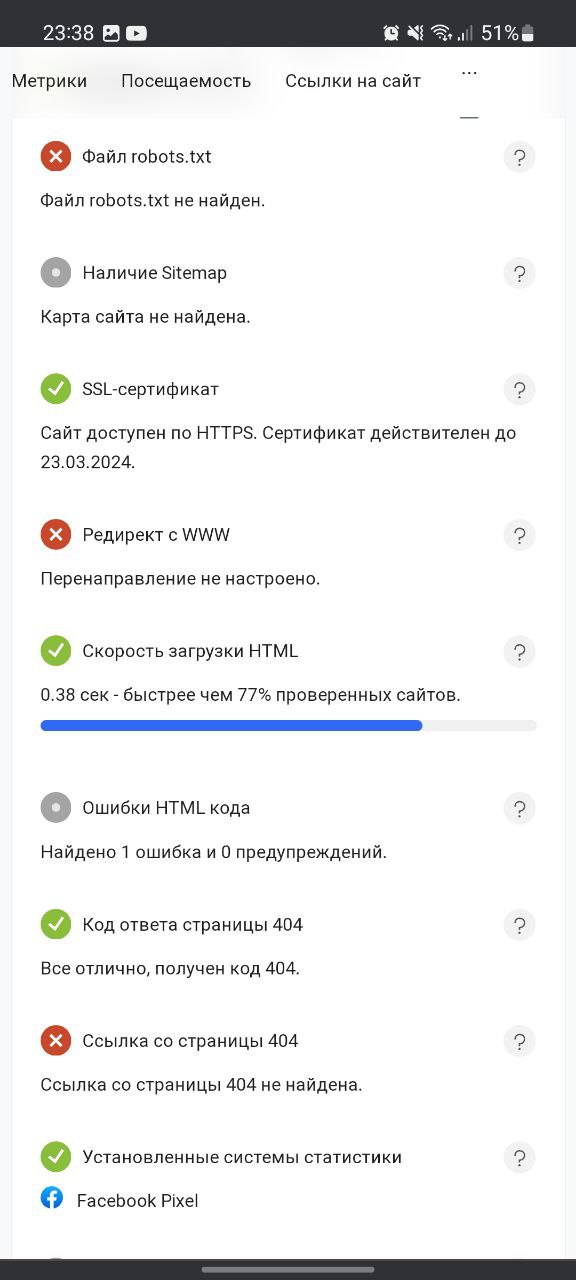 23:38
51%
Метрики Посещаемость Ссылки на сайт ...
Файл robots.txt ?
Файл robots.txt не найден.
Наличие Sitemap ?
Карта сайта не найдена.
SSL-сертификат ?
Сайт доступен по HTTPS. Сертификат действителен до
23.03.2024.
Редирект с WWW ?
Перенаправление не настроено.
Скорость загрузки HTML ?
0.38 сек - быстрее чем 77% проверенных сайтов.
Ошибки HTML кода ?
Найдено 1 ошибка и 0 предупреждений.
Код ответа страницы 404 ?
Все отлично, получен код 404.
Ссылка со страницы 404 ?
Ссылка со страницы 404 не найдена.
Установленные системы статистики ?
Facebook Pixel